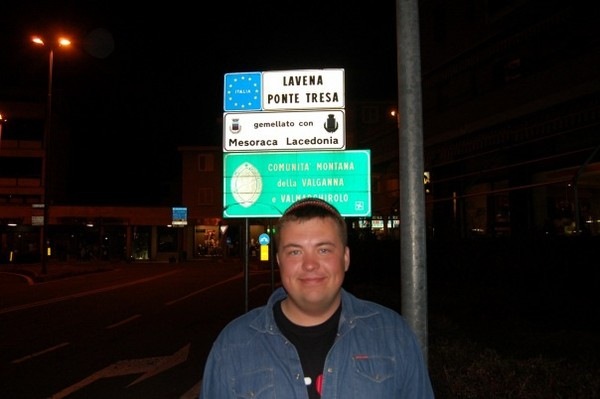 ITALIA
LAVENA
PONTE TRESA
gemellato con
Mesoraca Lacedonia
COMUNITA' MONTANA
della VALGANNA
e VALMARCHIROLO